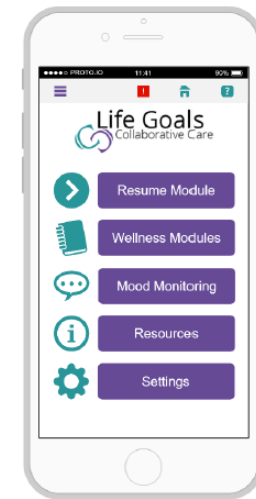 PROTO.IO 11:41 90%
!
?
Life Goals
Collaborative Care
Resume Module
Wellness Modules
Mood Monitoring
i
Resources
Settings